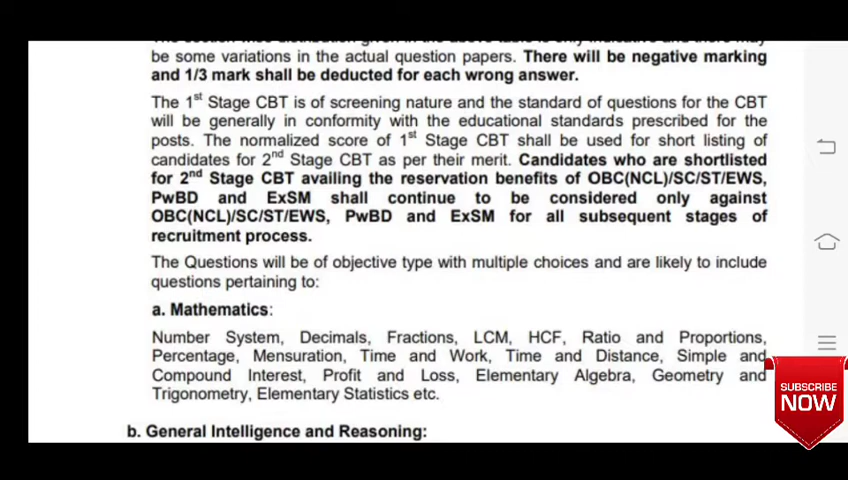 be some variations in the actual question papers. There will be negative marking
and 1/3 mark shall be deducted for each wrong answer.
The 1st Stage CBT is of screening nature and the standard of questions for the CBT
will be generally in conformity with the educational standards prescribed for the
posts. The normalized score of 1st Stage CBT shall be used for short listing of
candidates for 2nd Stage CBT as per their merit. Candidates who are shortlisted
for 2nd Stage CBT availing the reservation benefits of OBC(NCL)/SC/ST/EWS,
PwBD and ExSM shall continue to be considered only against
OBC(NCL)/SC/ST/EWS, PwBD and ExSM for all subsequent stages of
recruitment process.
The Questions will be of objective type with multiple choices and are likely to include
questions pertaining to:
a. Mathematics:
Number System, Decimals, Fractions, LCM, HCF, Ratio and Proportions,
Percentage, Mensuration, Time and Work, Time and Distance, Simple and
Compound Interest, Profit and Loss, Elementary Algebra, Geometry and
Trigonometry, Elementary Statistics etc.
SUBSCRIBE
NOW
b. General Intelligence and Reasoning: